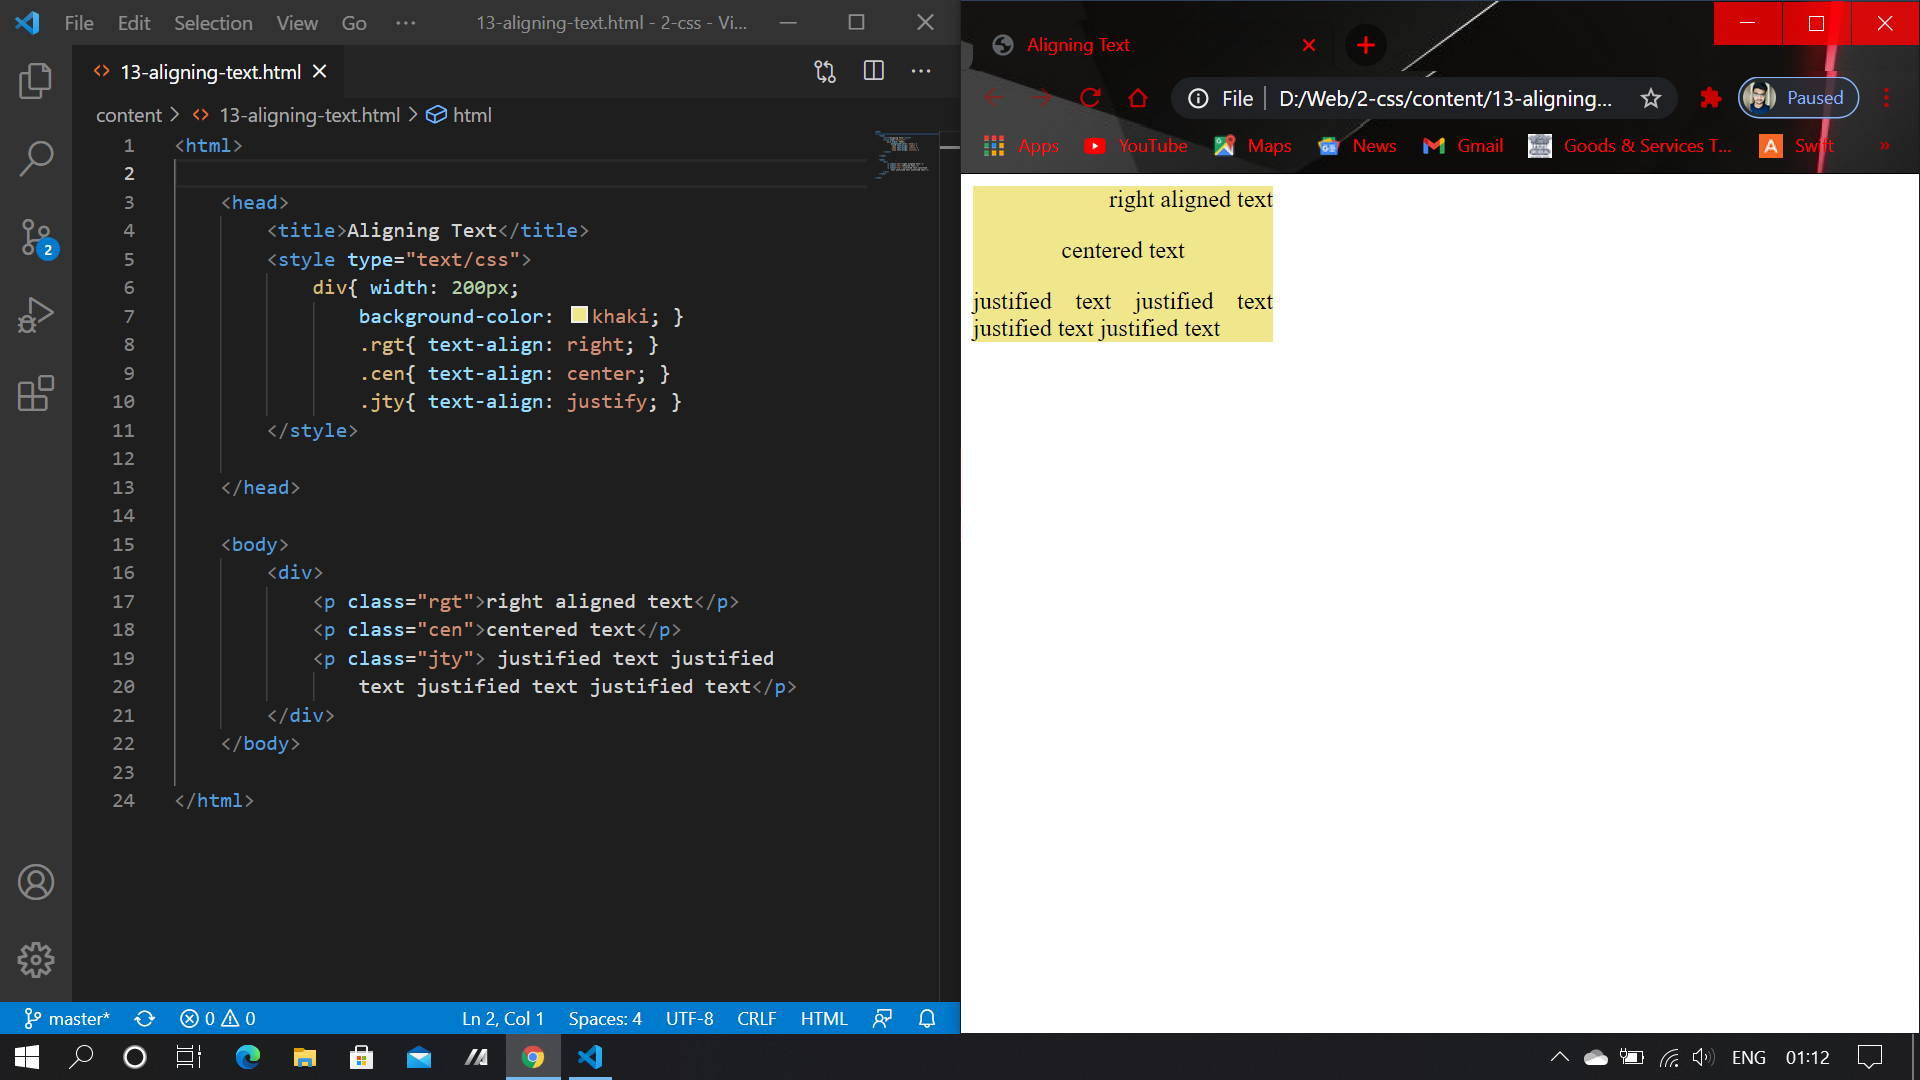 File Edit Selection View Go ··· 13-aligning-text.html - 2-css - Vi...
13-aligning-text.html
content > 13-aligning-text.html > html
1 <html>
2
3 <head>
4 <title>Aligning Text</title>
5 <style type="text/css">
6 div{ width: 200px;
7 background-color: khaki; }
8 .rgt{ text-align: right; }
9 .cen{ text-align: center; }
10 .jty{ text-align: justify; }
11 </style>
12
13 </head>
14
15 <body>
16 <div>
17 <p class="rgt">right aligned text</p>
18 <p class="cen">centered text</p>
19 <p class="jty"> justified text justified
20 text justified text justified text</p>
21 </div>
22 </body>
23
24 </html>
2
master* 0 0 Ln 2, Col 1 Spaces: 4 UTF-8 CRLF HTML
Aligning Text
File D:/Web/2-css/content/13-aligning... Paused
Apps YouTube Maps News Gmail Goods & Services T... Swift »
right aligned text
centered text
justified text justified text
justified text justified text
ENG 01:12